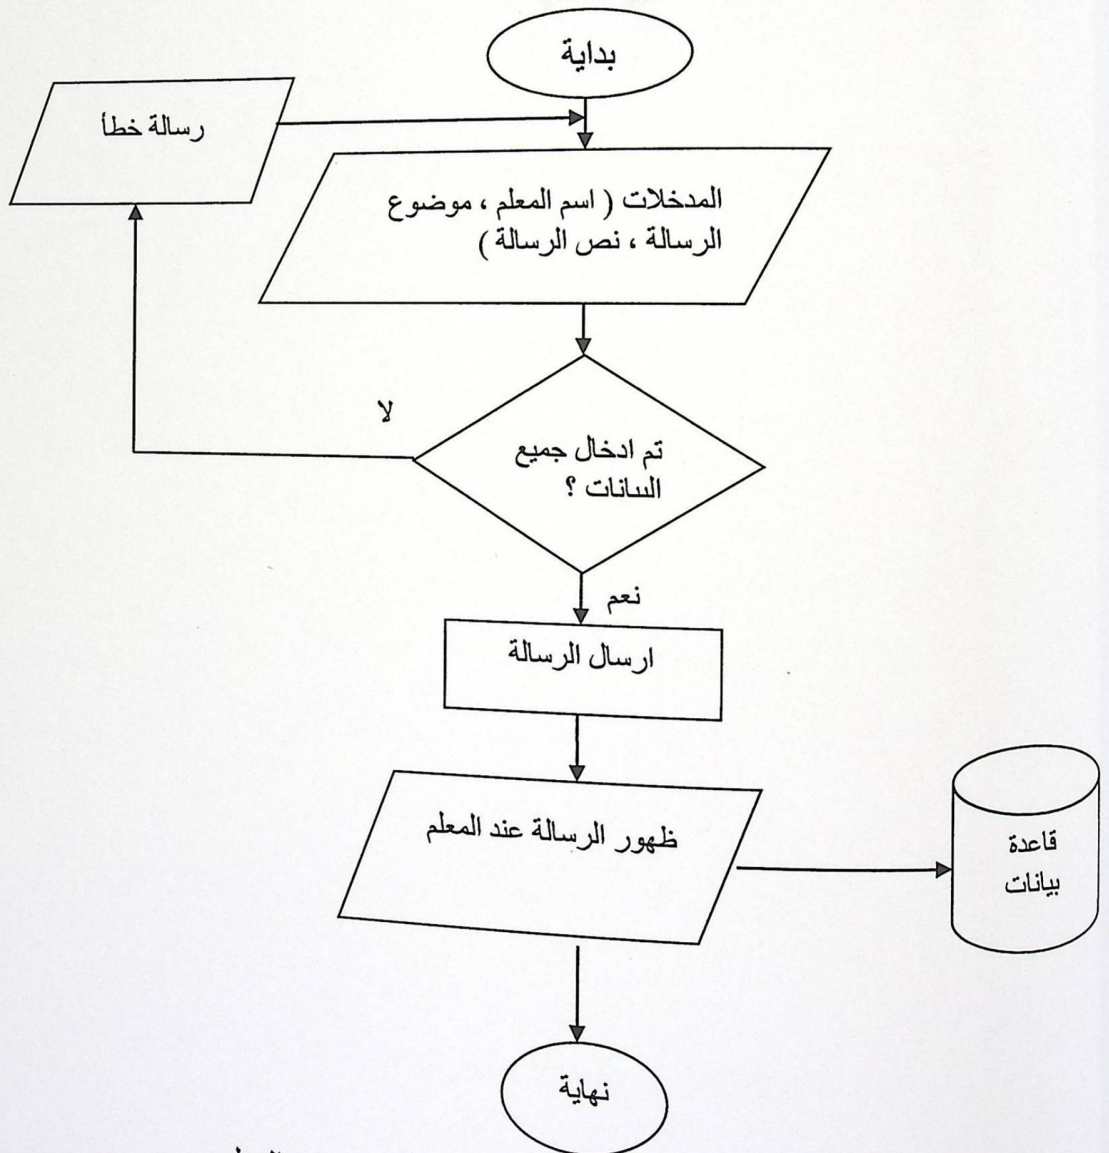 بداية
رسالة خطأ
المدخلات ( اسم المعلم ، موضوع
الرسالة ، نص الرسالة )
لا
تم ادخال جميع
البيانات ؟
نعم
ارسال الرسالة
ظهور الرسالة عند المعلم
قاعدة
بيانات
نهاية